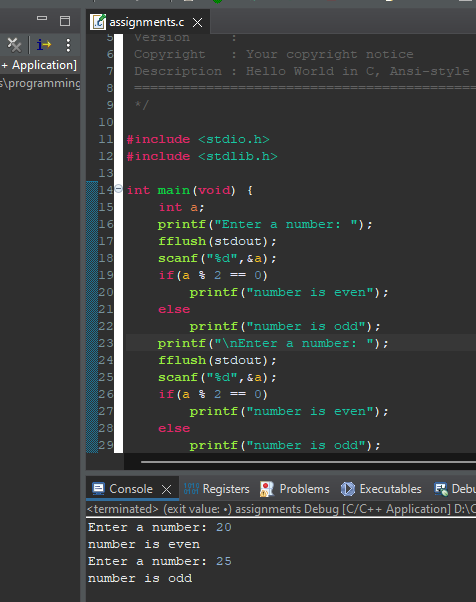 assignments.c
+ Application]
s\programming
5 Version :
6 Copyright : Your copyright notice
7 Description : Hello World in C, Ansi-style
8 ============================================
9 */
10
11 #include <stdio.h>
12 #include <stdlib.h>
13
14 int main(void) {
15 int a;
16 printf("Enter a number: ");
17 fflush(stdout);
18 scanf("%d",&a);
19 if(a % 2 == 0)
20 printf("number is even");
21 else
22 printf("number is odd");
23 printf("\nEnter a number: ");
24 fflush(stdout);
25 scanf("%d",&a);
26 if(a % 2 == 0)
27 printf("number is even");
28 else
29 printf("number is odd");
Console Registers Problems Executables Debu
<terminated> (exit value: •) assignments Debug [C/C++ Application] D:\C
Enter a number: 20
number is even
Enter a number: 25
number is odd